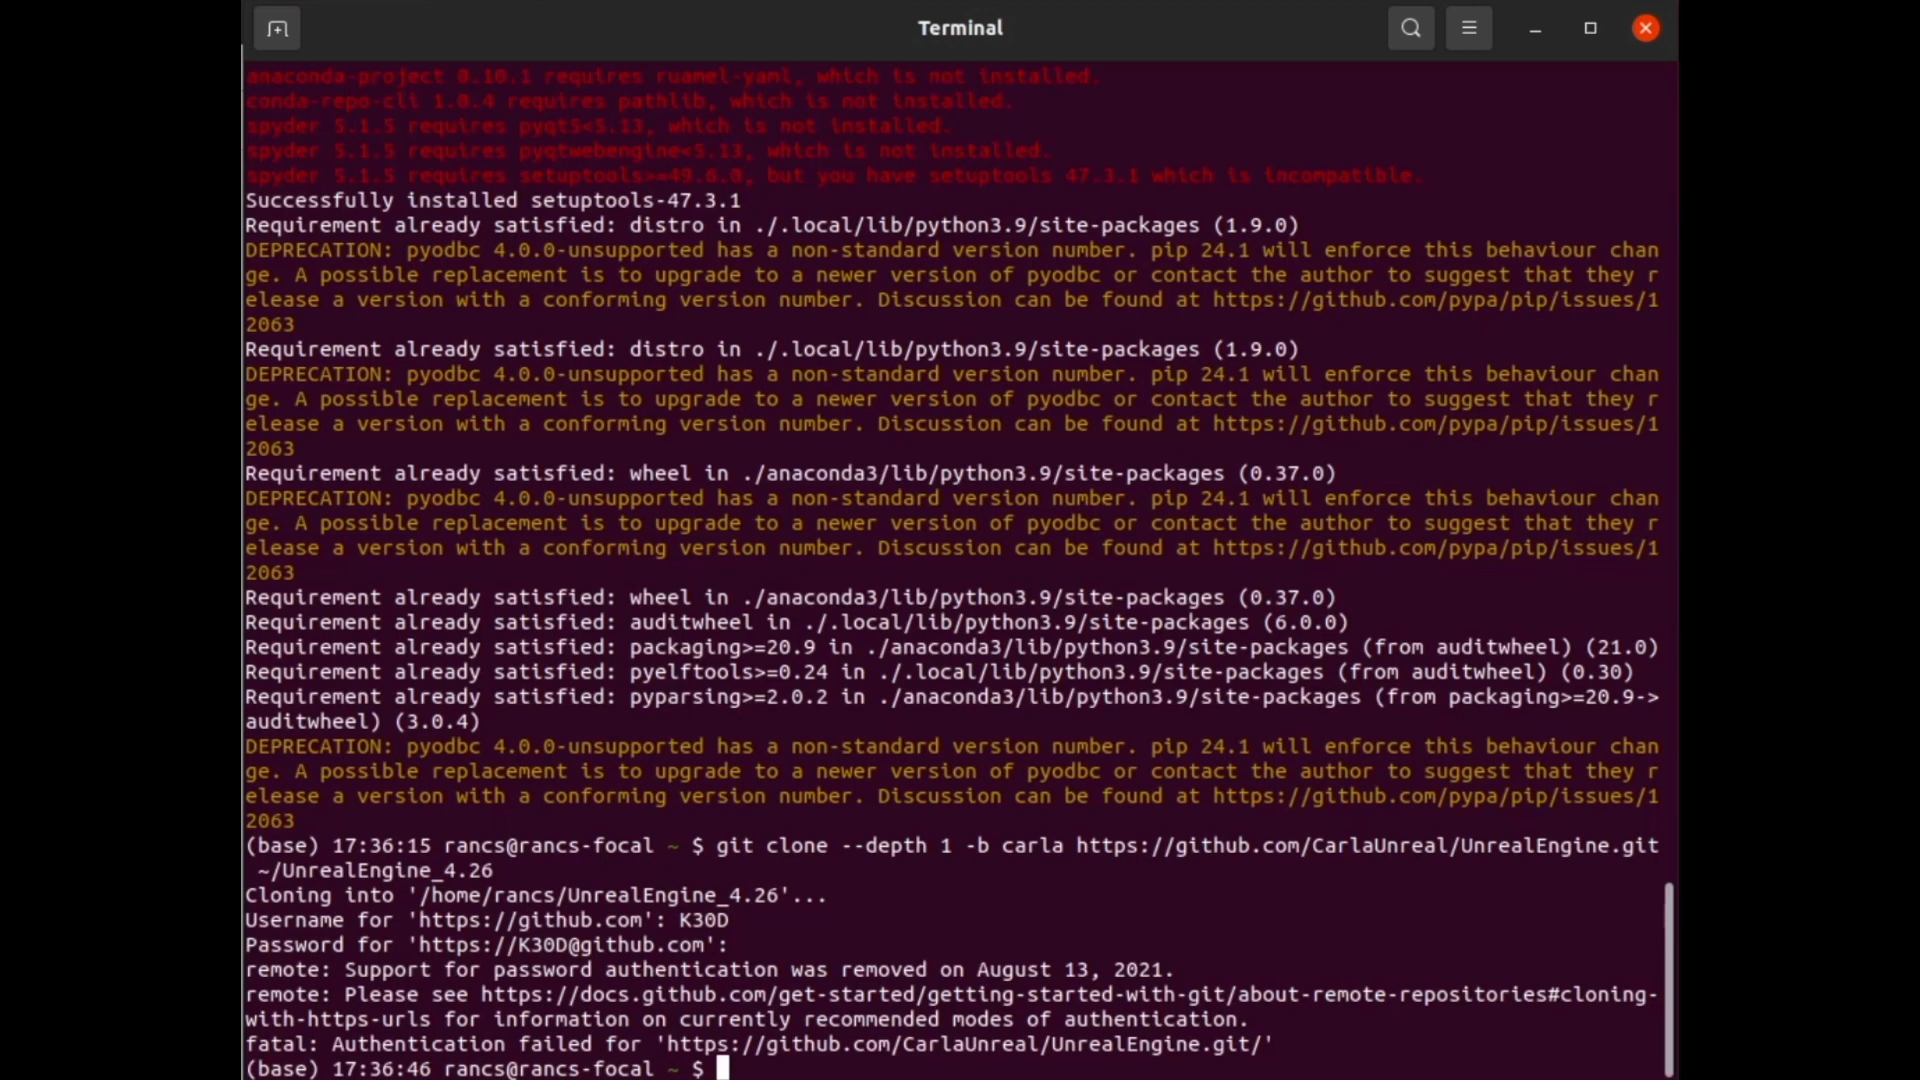 Terminal
anaconda-project 0.10.1 requires ruamel-yaml, which is not installed.
conda-repo-cli 1.0.4 requires pathlib, which is not installed.
spyder 5.1.5 requires pyqt5<5.13, which is not installed.
spyder 5.1.5 requires pyqtwebengine<5.13, which is not installed.
spyder 5.1.5 requires setuptools>=49.6.0, but you have setuptools 47.3.1 which is incompatible.
Successfully installed setuptools-47.3.1
Requirement already satisfied: distro in ./.local/lib/python3.9/site-packages (1.9.0)
DEPRECATION: pyodbc 4.0.0-unsupported has a non-standard version number. pip 24.1 will enforce this behaviour chan
ge. A possible replacement is to upgrade to a newer version of pyodbc or contact the author to suggest that they r
elease a version with a conforming version number. Discussion can be found at https://github.com/pypa/pip/issues/1
2063
Requirement already satisfied: distro in ./.local/lib/python3.9/site-packages (1.9.0)
DEPRECATION: pyodbc 4.0.0-unsupported has a non-standard version number. pip 24.1 will enforce this behaviour chan
ge. A possible replacement is to upgrade to a newer version of pyodbc or contact the author to suggest that they r
elease a version with a conforming version number. Discussion can be found at https://github.com/pypa/pip/issues/1
2063
Requirement already satisfied: wheel in ./anaconda3/lib/python3.9/site-packages (0.37.0)
DEPRECATION: pyodbc 4.0.0-unsupported has a non-standard version number. pip 24.1 will enforce this behaviour chan
ge. A possible replacement is to upgrade to a newer version of pyodbc or contact the author to suggest that they r
elease a version with a conforming version number. Discussion can be found at https://github.com/pypa/pip/issues/1
2063
Requirement already satisfied: wheel in ./anaconda3/lib/python3.9/site-packages (0.37.0)
Requirement already satisfied: auditwheel in ./.local/lib/python3.9/site-packages (6.0.0)
Requirement already satisfied: packaging>=20.9 in ./anaconda3/lib/python3.9/site-packages (from auditwheel) (21.0)
Requirement already satisfied: pyelftools>=0.24 in ./.local/lib/python3.9/site-packages (from auditwheel) (0.30)
Requirement already satisfied: pyparsing>=2.0.2 in ./anaconda3/lib/python3.9/site-packages (from packaging>=20.9->
auditwheel) (3.0.4)
DEPRECATION: pyodbc 4.0.0-unsupported has a non-standard version number. pip 24.1 will enforce this behaviour chan
ge. A possible replacement is to upgrade to a newer version of pyodbc or contact the author to suggest that they r
elease a version with a conforming version number. Discussion can be found at https://github.com/pypa/pip/issues/1
2063
(base) 17:36:15 rancs@rancs-focal ~ $ git clone --depth 1 -b carla https://github.com/CarlaUnreal/UnrealEngine.git
~/UnrealEngine_4.26
Cloning into '/home/rancs/UnrealEngine_4.26'...
Username for 'https://github.com': K30D
Password for 'https://K30D@github.com':
remote: Support for password authentication was removed on August 13, 2021.
remote: Please see https://docs.github.com/get-started/getting-started-with-git/about-remote-repositories#cloning-
with-https-urls for information on currently recommended modes of authentication.
fatal: Authentication failed for 'https://github.com/CarlaUnreal/UnrealEngine.git/'
(base) 17:36:46 rancs@rancs-focal ~ $